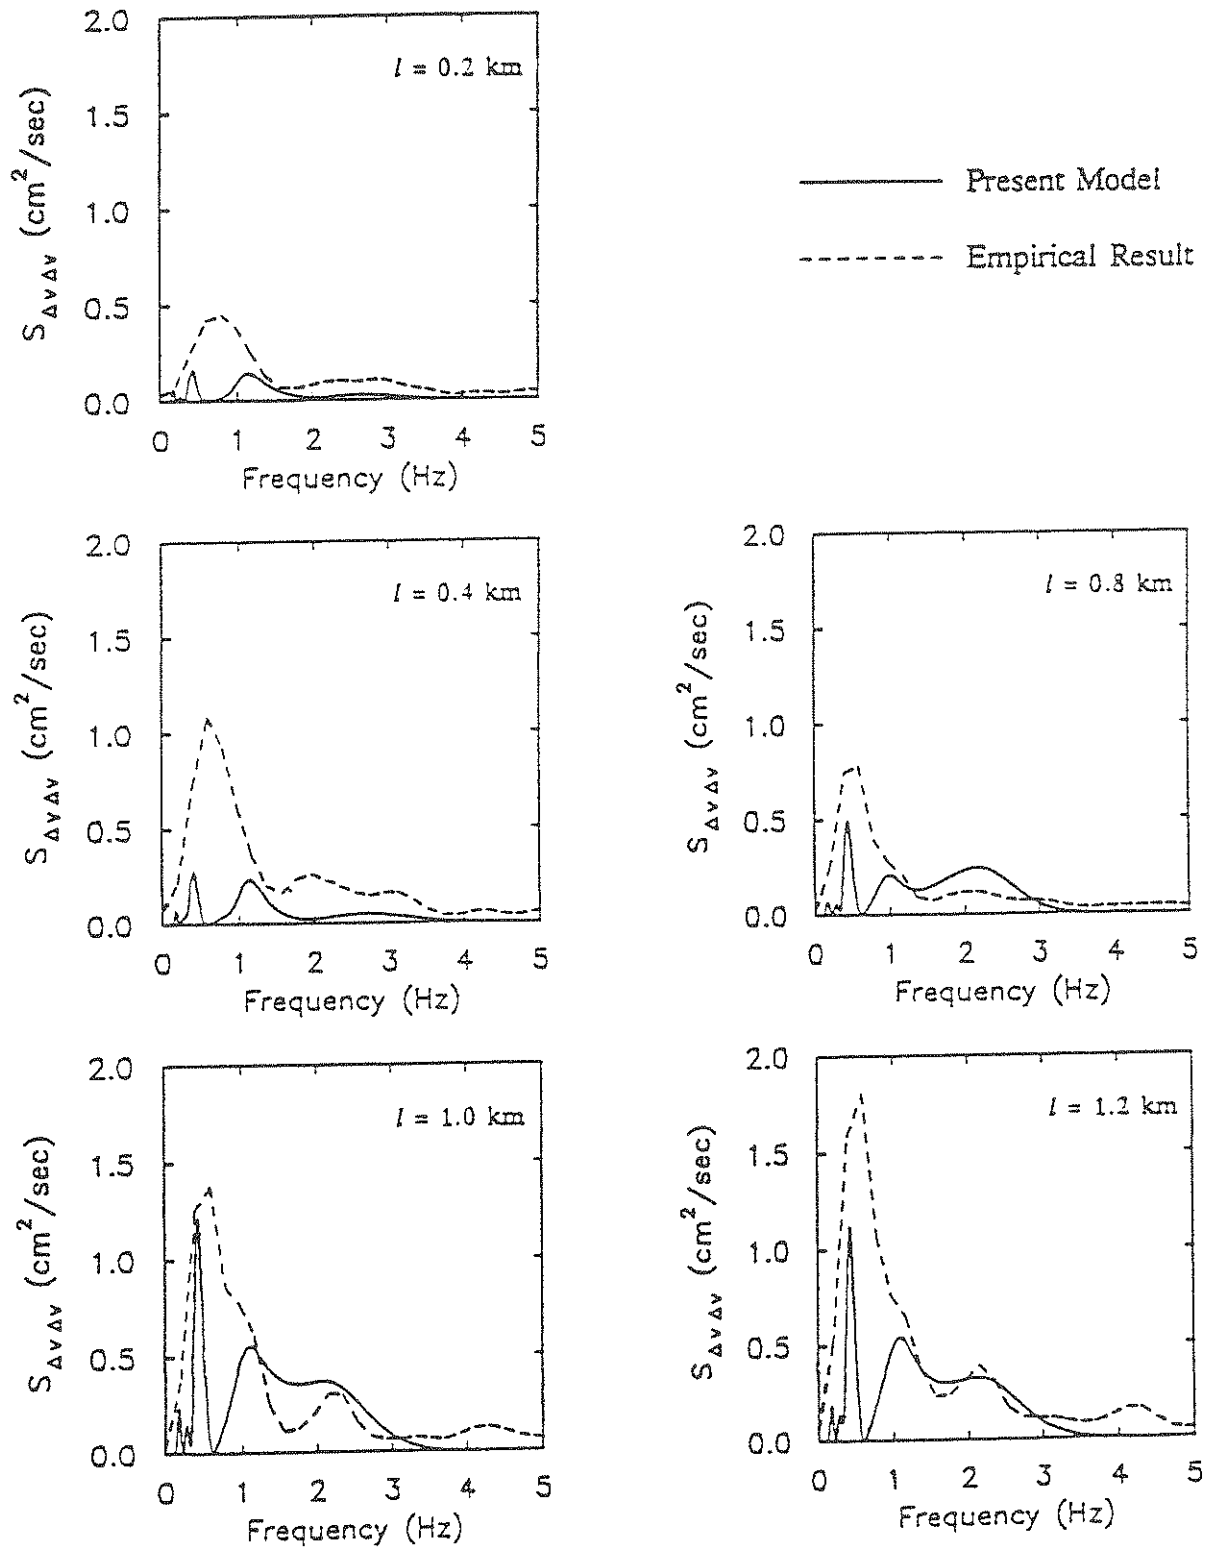 2.0
1.5
1.0
0.5
0.0
S ΔvΔv (cm²/sec)
l = 0.2 km
0 1 2 3 4 5
Frequency (Hz)
Present Model
Empirical Result
2.0
1.5
1.0
0.5
0.0
S ΔvΔv (cm²/sec)
l = 0.4 km
0 1 2 3 4 5
Frequency (Hz)
2.0
1.5
1.0
0.5
0.0
S ΔvΔv (cm²/sec)
l = 0.8 km
0 1 2 3 4 5
Frequency (Hz)
2.0
1.5
1.0
0.5
0.0
S ΔvΔv (cm²/sec)
l = 1.0 km
0 1 2 3 4 5
Frequency (Hz)
2.0
1.5
1.0
0.5
0.0
S ΔvΔv (cm²/sec)
l = 1.2 km
0 1 2 3 4 5
Frequency (Hz)